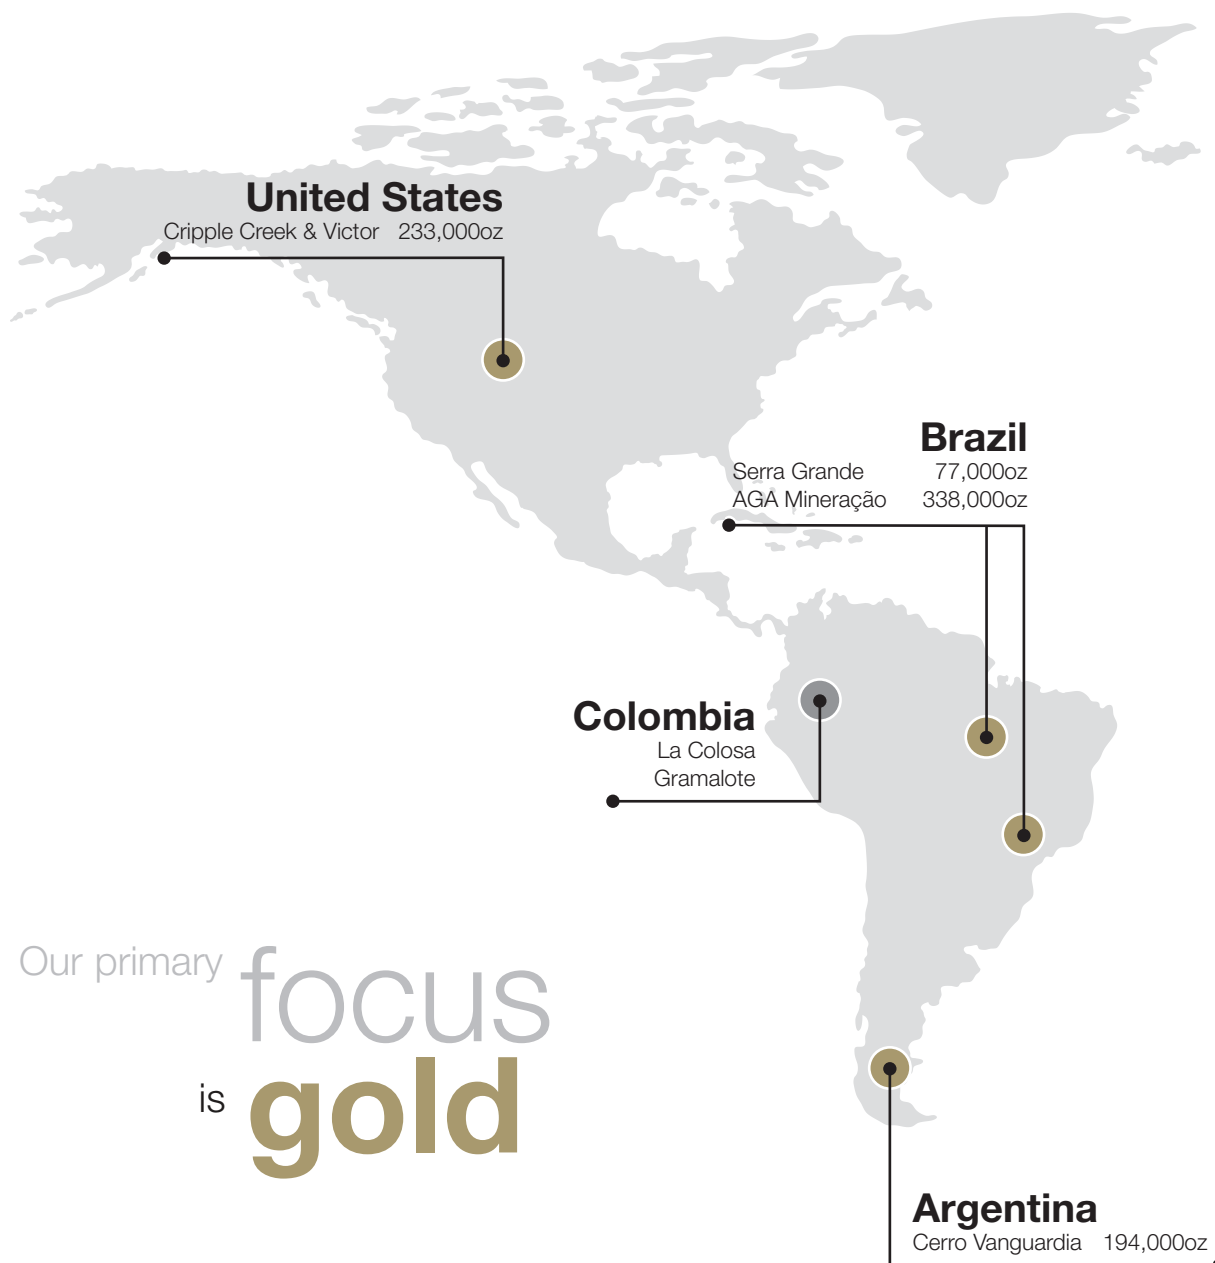 United States
Cripple Creek & Victor 233,000oz
Brazil
Serra Grande 77,000oz
AGA Mineração 338,000oz
Colombia
La Colosa
Gramalote
Our primary focus
is gold
Argentina
Cerro Vanguardia 194,000oz